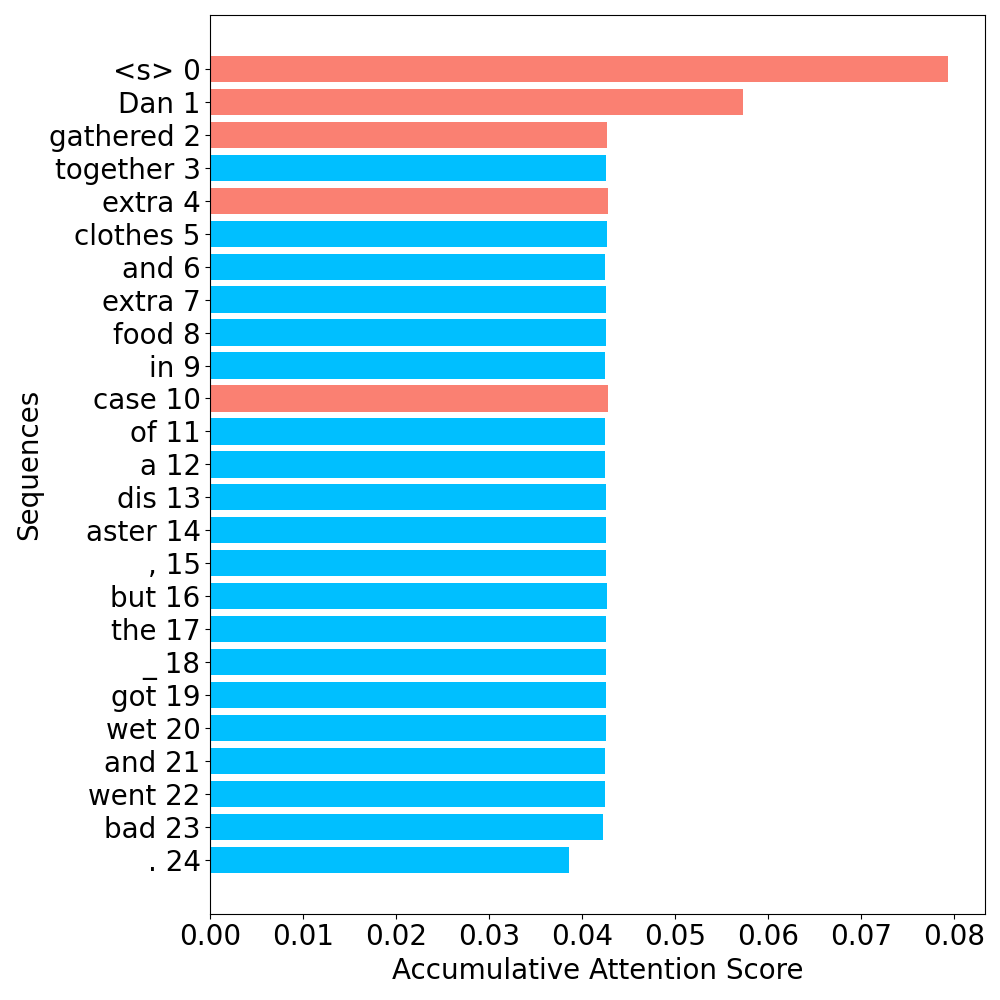 <s> 0
Dan 1
gathered 2
together 3
extra 4
clothes 5
and 6
extra 7
food 8
in 9
case 10
of 11
a 12
dis 13
aster 14
, 15
but 16
the 17
_ 18
got 19
wet 20
and 21
went 22
bad 23
. 24
Sequences
0.00 0.01 0.02 0.03 0.04 0.05 0.06 0.07 0.08
Accumulative Attention Score